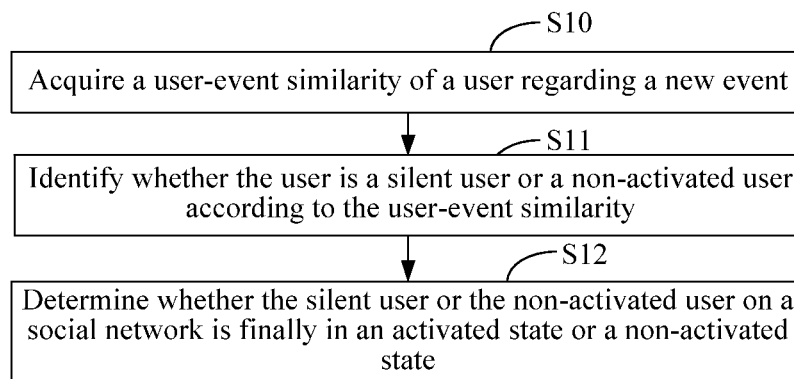 S10
Acquire a user-event similarity of a user regarding a new event
S11
Identify whether the user is a silent user or a non-activated user
according to the user-event similarity
S12
Determine whether the silent user or the non-activated user on a
social network is finally in an activated state or a non-activated
state